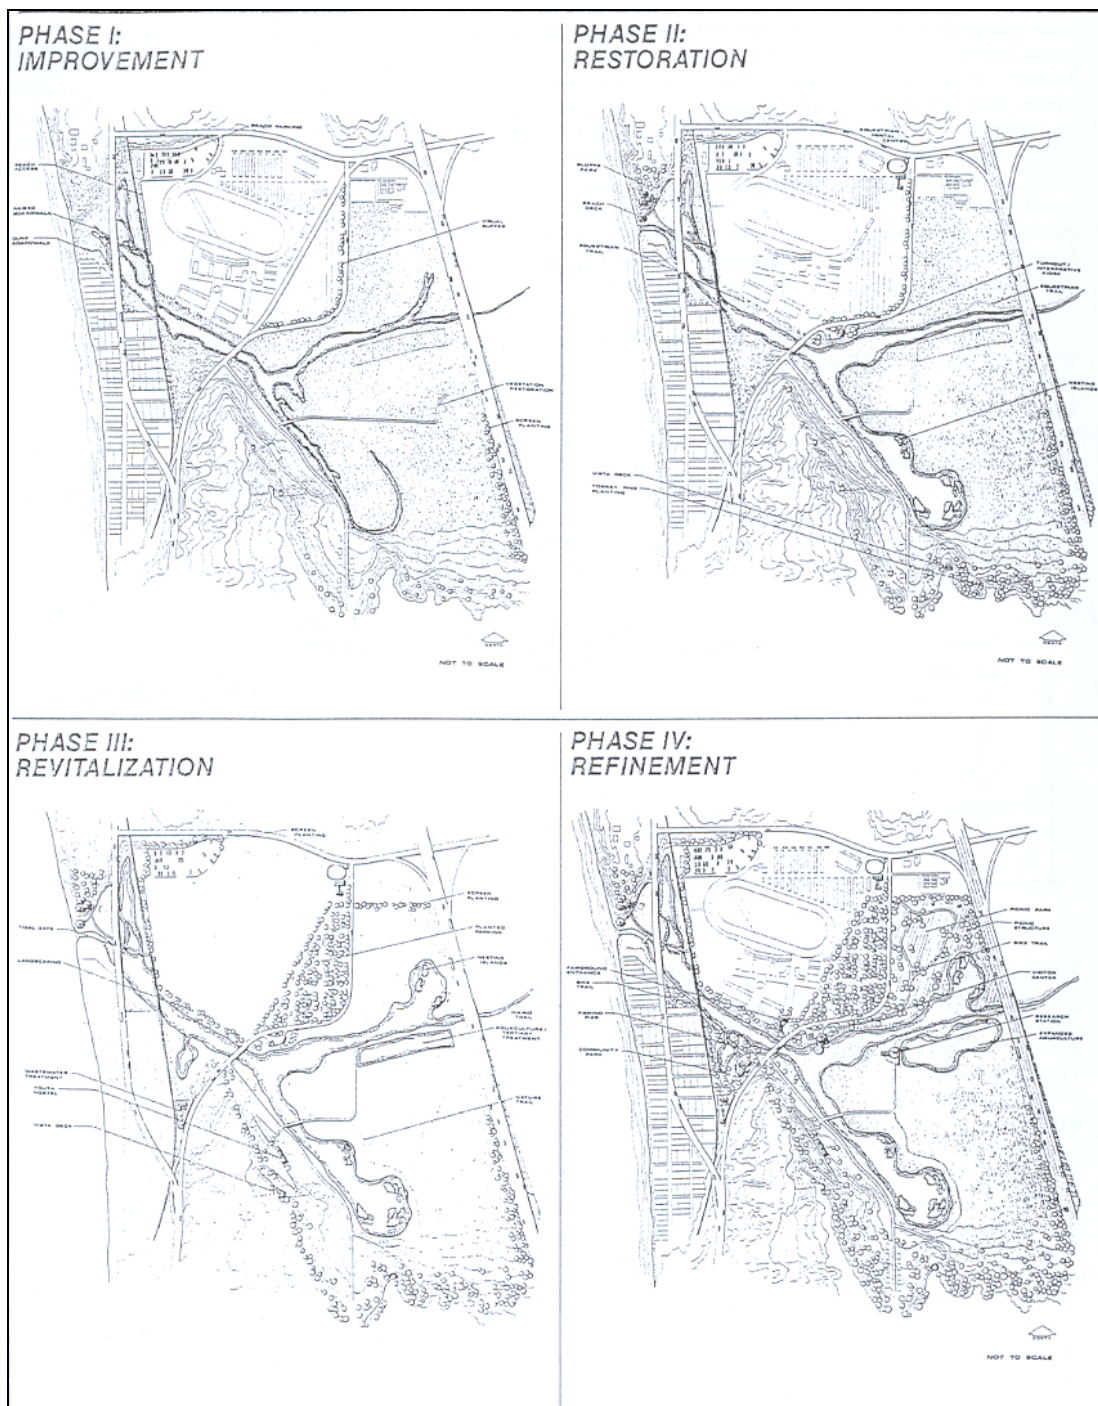 PHASE I:
IMPROVEMENT
BEACH PARKING
BEACH
ACCESS
RAISED
BOARDWALK
DUNE
BOARDWALK
VISUAL
BUFFER
VEGETATION
RESTORATION
SCREEN
PLANTING
NORTH
NOT TO SCALE
PHASE II:
RESTORATION
EQUESTRIAN
RENTAL
CENTER
BLUFFS
PARK
BEACH
DECK
EQUESTRIAN
TRAIL
TURNOUT/
INTERPRETIVE
KIOSK
EQUESTRIAN
TRAIL
NESTING
ISLANDS
VISTA DECK
TORREY PINE
PLANTING
NORTH
NOT TO SCALE
PHASE III:
REVITALIZATION
SCREEN
PLANTING
SCREEN
PLANTING
PLANTED
PARKING
NESTING
ISLANDS
TIDAL GATE
LANDSCAPING
HIKING
TRAIL
AQUACULTURE/
TERTIARY
TREATMENT
WASTEWATER
TREATMENT
YOUTH
HOSTEL
VISTA DECK
NATURE
TRAIL
PHASE IV:
REFINEMENT
PICNIC PARK
PICNIC
STRUCTURE
BIKE TRAIL
VISITOR
CENTER
FAIRGROUND
ENTRANCE
BIKE
TRAIL
FISHING
PIER
COMMUNITY
PARK
RESEARCH
STATION
EXPANDED
AQUACULTURE
NORTH
NOT TO SCALE